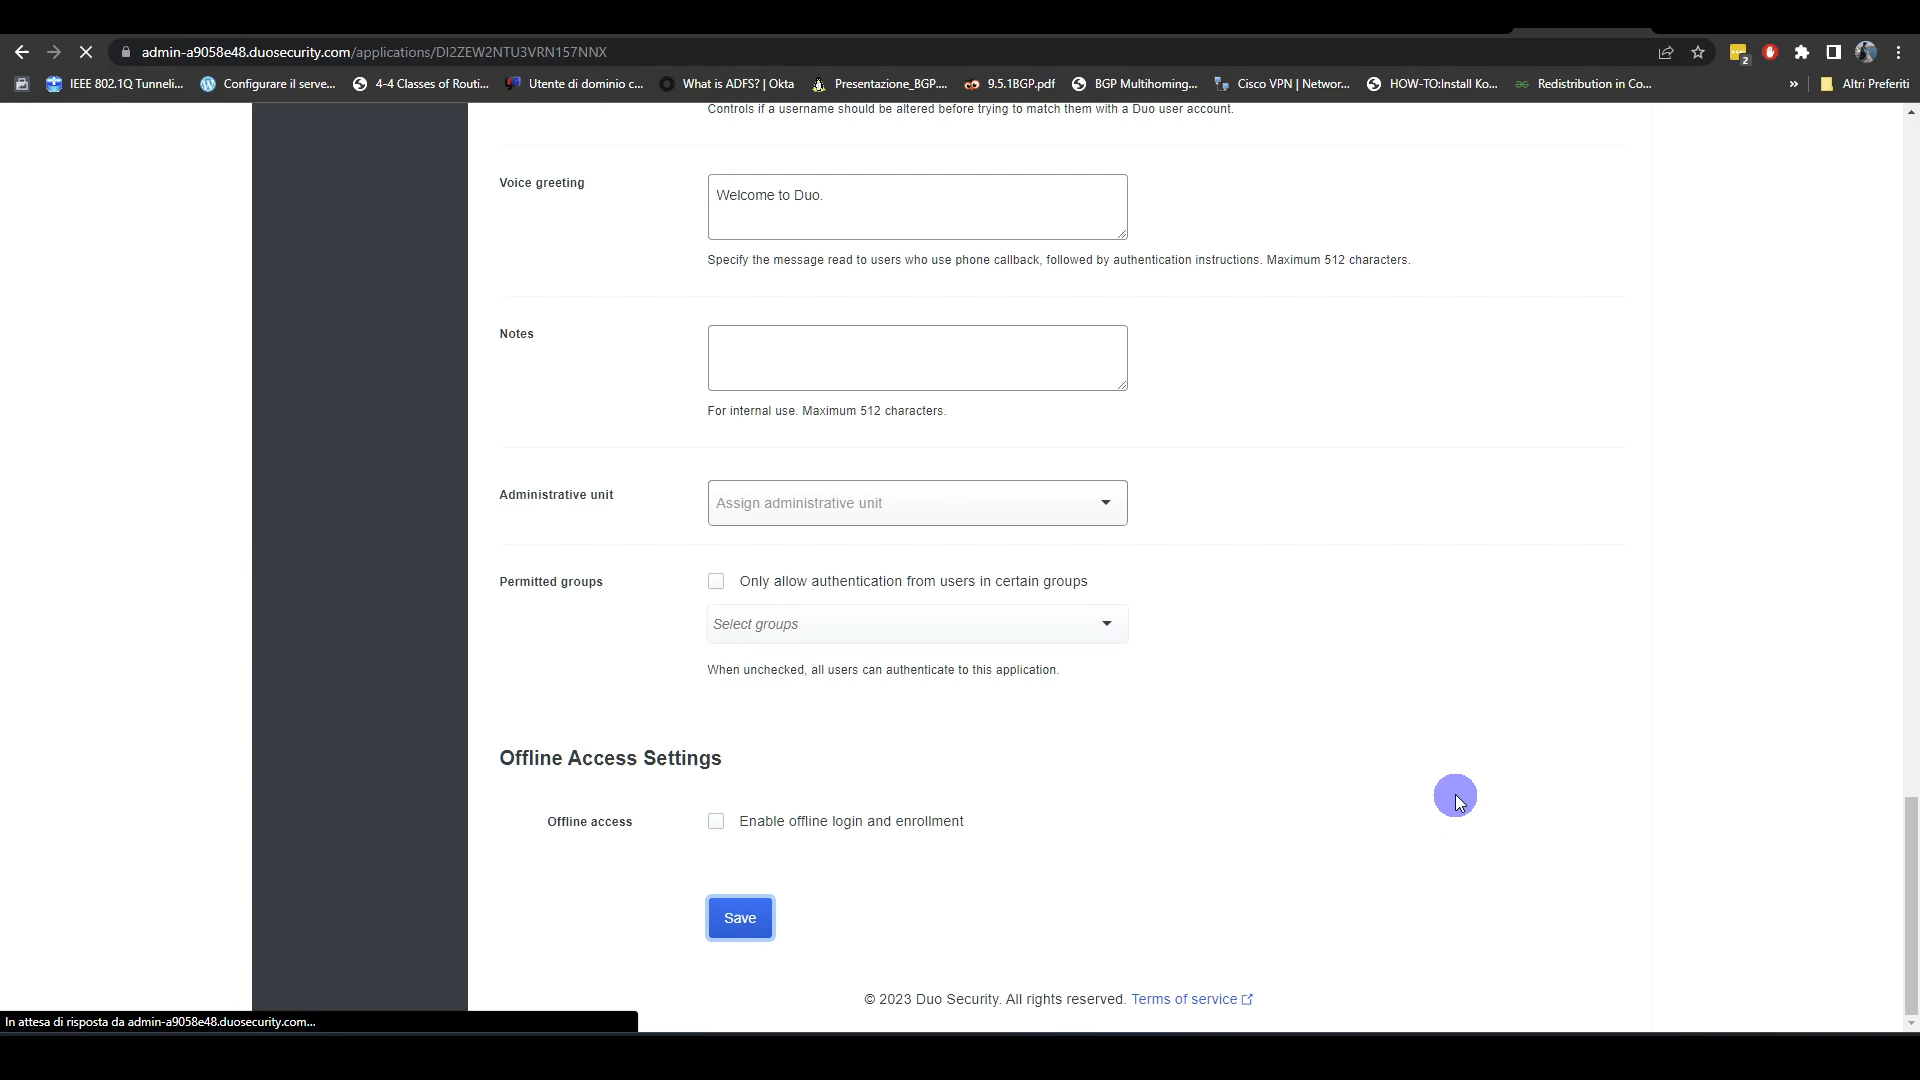 admin-a9058e48.duosecurity.com/applications/DI2ZEW2NTU3VRN157NNX
2
IEEE 802.1Q Tunneli... Configurare il serve... 4-4 Classes of Routi... Utente di dominio c... What is ADFS? | Okta Presentazione_BGP.... 9.5.1BGP.pdf BGP Multihoming... Cisco VPN | Networ... HOW-TO:Install Ko... Redistribution in Co... » Altri Preferiti
Controls if a username should be altered before trying to match them with a Duo user account.
Voice greeting
Welcome to Duo.
Specify the message read to users who use phone callback, followed by authentication instructions. Maximum 512 characters.
Notes
For internal use. Maximum 512 characters.
Administrative unit
Assign administrative unit
Permitted groups
Only allow authentication from users in certain groups
Select groups
When unchecked, all users can authenticate to this application.
Offline Access Settings
Offline access
Enable offline login and enrollment
Save
© 2023 Duo Security. All rights reserved. Terms of service
In attesa di risposta da admin-a9058e48.duosecurity.com...